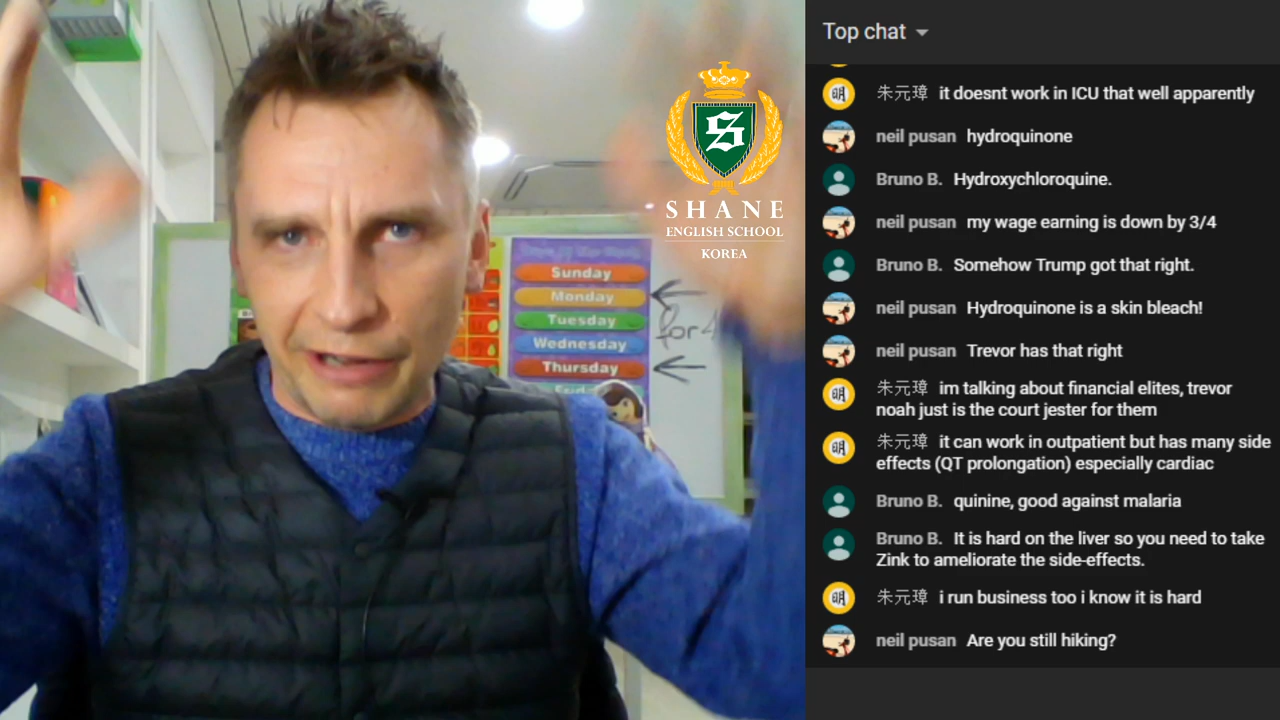 S
SHANE
ENGLISH SCHOOL
KOREA
Sunday
Monday
Tuesday
Wednesday
Thursday
for 4
Top chat
明
朱元璋 it doesnt work in ICU that well apparently
neil pusan hydroquinone
Bruno B. Hydroxychloroquine.
neil pusan my wage earning is down by 3/4
Bruno B. Somehow Trump got that right.
neil pusan Hydroquinone is a skin bleach!
neil pusan Trevor has that right
明
朱元璋 im talking about financial elites, trevor
noah just is the court jester for them
明
朱元璋 it can work in outpatient but has many side
effects (QT prolongation) especially cardiac
Bruno B. quinine, good against malaria
Bruno B. It is hard on the liver so you need to take
Zink to ameliorate the side-effects.
明
朱元璋 i run business too i know it is hard
neil pusan Are you still hiking?